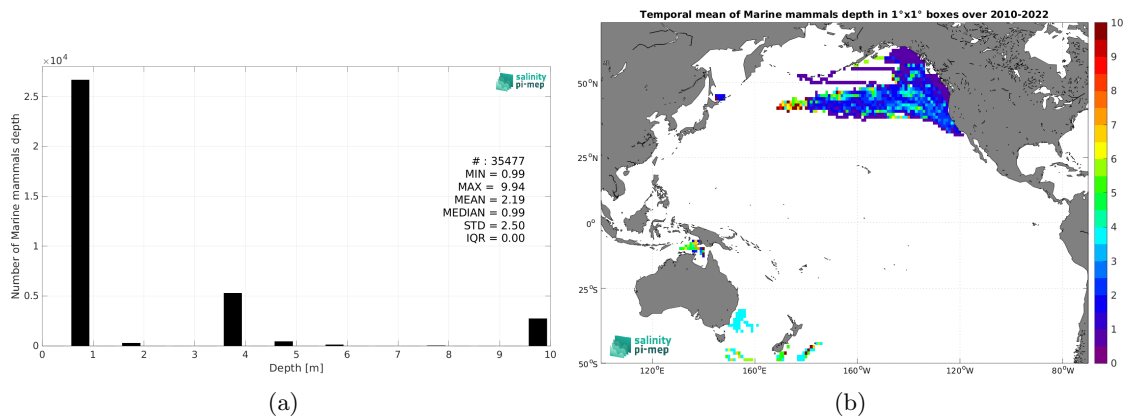 ×10⁴
2.5
2
1.5
1
0.5
0
Number of Marine mammals depth
salinity
pi-mep
# : 35477
MIN = 0.99
MAX = 9.94
MEAN = 2.19
MEDIAN = 0.99
STD = 2.50
IQR = 0.00
0 1 2 3 4 5 6 7 8 9 10
Depth [m]
(a)
Temporal mean of Marine mammals depth in 1°x1° boxes over 2010-2022
50°N
25°N
0°
25°S
50°S
120°E 160°E 160°W 120°W 80°W
salinity
pi-mep
10
9
8
7
6
5
4
3
2
1
0
(b)